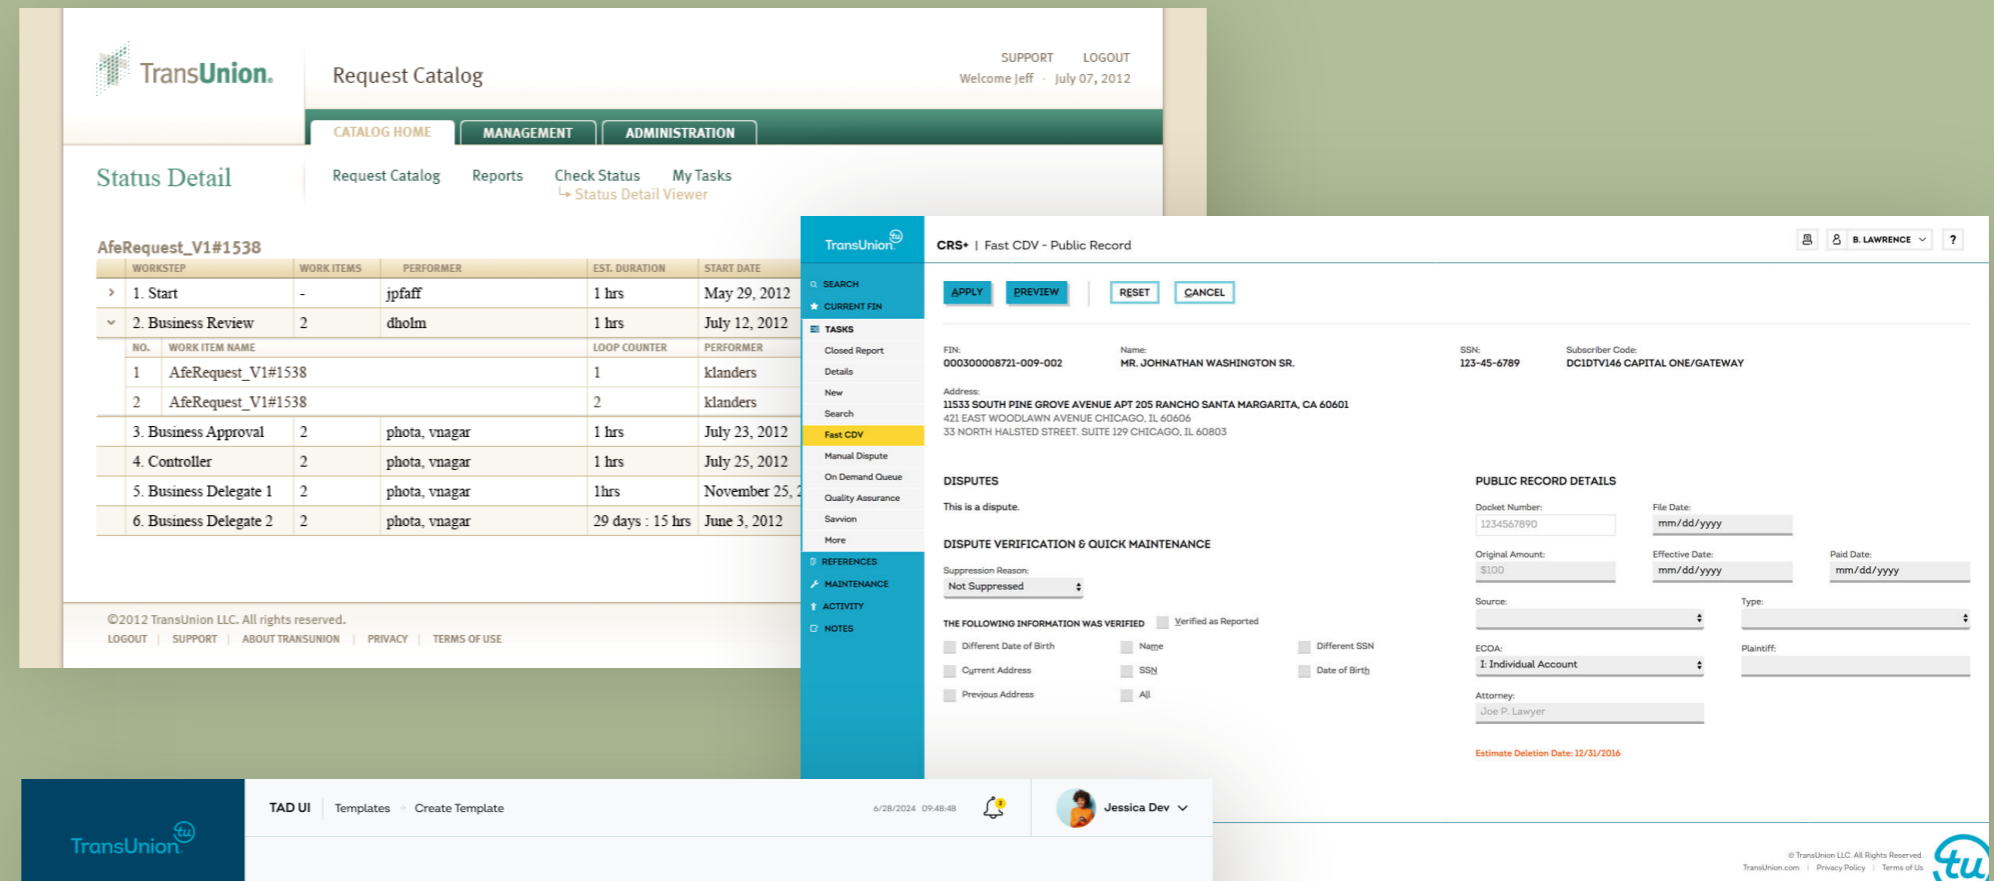 TransUnion.
Request Catalog
SUPPORT LOGOUT
Welcome Jeff - July 07, 2012
CATALOG HOME MANAGEMENT ADMINISTRATION
Status Detail
Request Catalog Reports Check Status My Tasks
Status Detail Viewer
AfeRequest_V1#1538
WORKSTEP WORK ITEMS PERFORMER EST. DURATION START DATE
1. Start - jpfaff 1 hrs May 29, 2012
2. Business Review 2 dholm 1 hrs July 12, 2012
NO. WORK ITEM NAME LOOP COUNTER PERFORMER
1 AfeRequest_V1#1538 1 klanders
2 AfeRequest_V1#1538 2 klanders
3. Business Approval 2 phota, vnagar 1 hrs July 23, 2012
4. Controller 2 phota, vnagar 1 hrs July 25, 2012
5. Business Delegate 1 2 phota, vnagar 1hrs November 25, 2
6. Business Delegate 2 2 phota, vnagar 29 days : 15 hrs June 3, 2012
©2012 TransUnion LLC. All rights reserved.
LOGOUT | SUPPORT | ABOUT TRANSUNION | PRIVACY | TERMS OF USE
TransUnion tu
CRS+ | Fast CDV - Public Record
B. LAWRENCE ?
SEARCH
CURRENT FIN
TASKS
Closed Report
Details
New
Search
Fast CDV
Manual Dispute
On Demand Queue
Quality Assurance
Savvion
More
REFERENCES
MAINTENANCE
ACTIVITY
NOTES
APPLY PREVIEW RESET CANCEL
FIN: Name: SSN: Subscriber Code:
000300008721-009-002 MR. JOHNATHAN WASHINGTON SR. 123-45-6789 DC1DTV146 CAPITAL ONE/GATEWAY
Address:
11533 SOUTH PINE GROVE AVENUE APT 205 RANCHO SANTA MARGARITA, CA 60601
421 EAST WOODLAWN AVENUE CHICAGO, IL 60606
33 NORTH HALSTED STREET. SUITE 129 CHICAGO, IL 60803
DISPUTES
This is a dispute.
DISPUTE VERIFICATION & QUICK MAINTENANCE
Suppression Reason:
Not Suppressed
THE FOLLOWING INFORMATION WAS VERIFIED Verified as Reported
Different Date of Birth Name Different SSN
Current Address SSN Date of Birth
Previous Address All
PUBLIC RECORD DETAILS
Docket Number: File Date:
1234567890 mm/dd/yyyy
Original Amount: Effective Date: Paid Date:
$100 mm/dd/yyyy mm/dd/yyyy
Source: Type:
ECOA: Plaintiff:
I: Individual Account
Attorney:
Joe P. Lawyer
Estimate Deletion Date: 12/31/2016
© TransUnion LLC. All Rights Reserved.
TransUnion.com | Privacy Policy | Terms of Us
tu
TransUnion tu
TAD UI Templates Create Template
6/28/2024 09:48:48
3
Jessica Dev